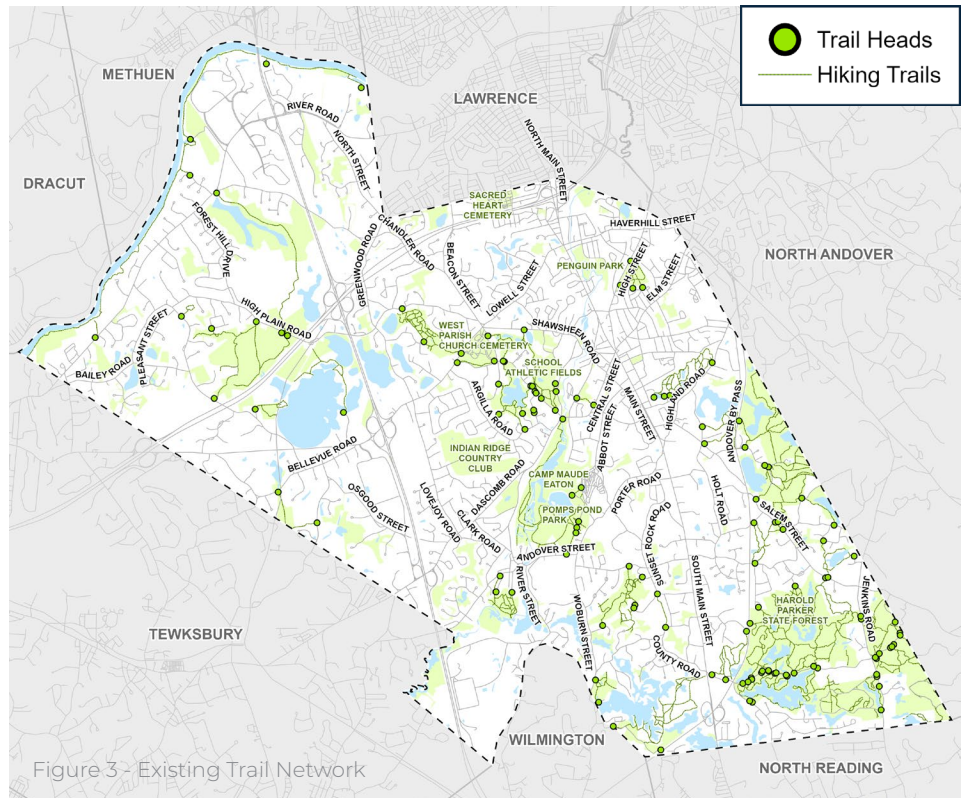 Trail Heads
Hiking Trails
METHUEN
LAWRENCE
RIVER ROAD
NORTH STREET
NORTH MAIN STREET
DRACUT
SACRED
HEART
CEMETERY
HAVERHILL STREET
FOREST HILL DRIVE
GREENWOOD ROAD
CHANDLER ROAD
BEACON STREET
LOWELL STREET
PENGUIN PARK
HIGH STREET
ELM STREET
NORTH ANDOVER
HIGH PLAIN ROAD
PLEASANT STREET
BAILEY ROAD
WEST
PARISH
CHURCH CEMETERY
SHAWSHEEN ROAD
SCHOOL
ATHLETIC FIELDS
ARGILLA ROAD
CENTRAL STREET
MAIN STREET
HIGHLAND ROAD
ANDOVER BY PASS
ABBOT STREET
BELLEVUE ROAD
INDIAN RIDGE
COUNTRY
CLUB
DASCOMB ROAD
CAMP MAUDE
EATON
PORTER ROAD
HOLT ROAD
OSGOOD STREET
LOVEJOY ROAD
CLARK ROAD
POMPS POND
PARK
SUNSET ROCK ROAD
SALEM STREET
ANDOVER STREET
RIVER STREET
WOBURN STREET
SOUTH MAIN STREET
JENKINS ROAD
HAROLD
PARKER
STATE FOREST
TEWKSBURY
COUNTY ROAD
WILMINGTON
NORTH READING
Figure 3 - Existing Trail Network